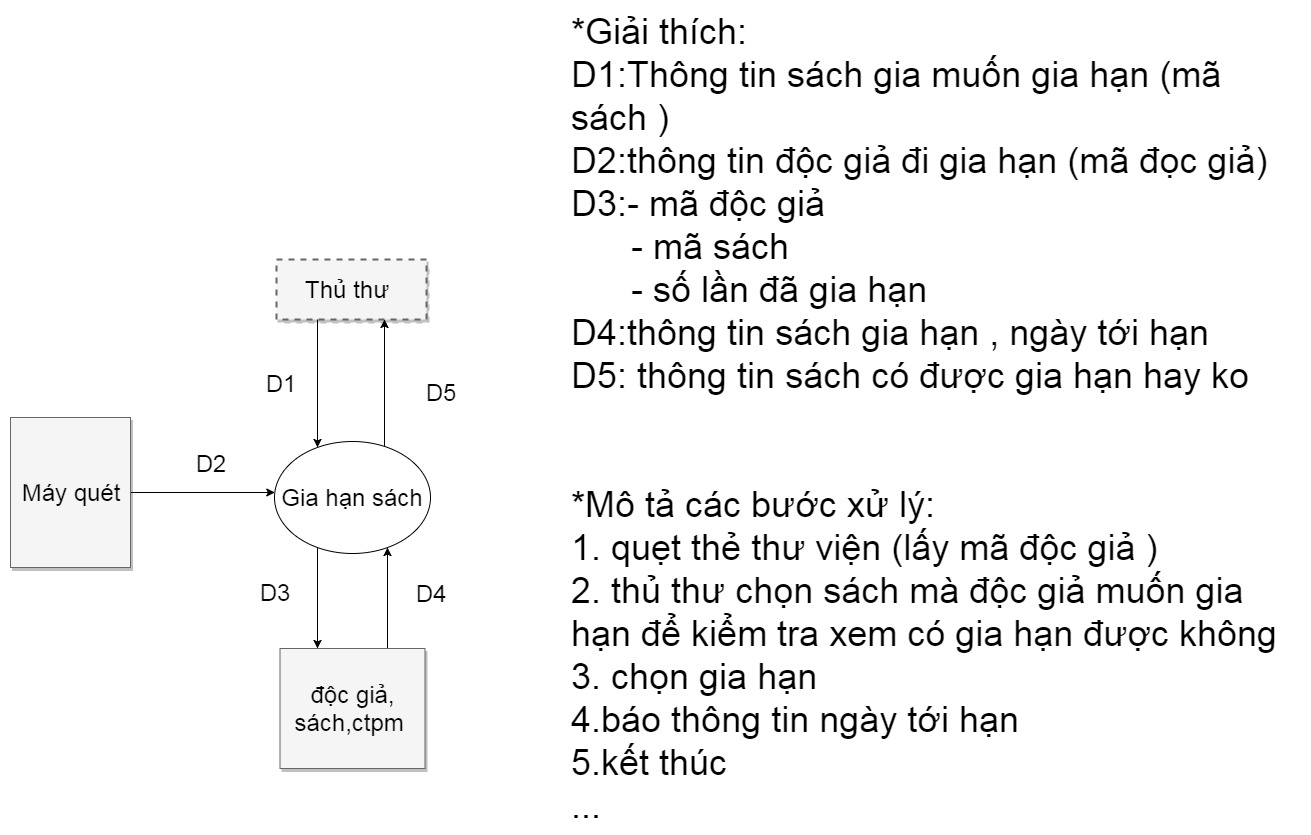 *Giải thích:
D1:Thông tin sách gia muốn gia hạn (mã
sách )
D2:thông tin độc giả đi gia hạn (mã đọc giả)
D3:- mã độc giả
- mã sách
- số lần đã gia hạn
D4:thông tin sách gia hạn , ngày tới hạn
D5: thông tin sách có được gia hạn hay ko
Thủ thư
D1
D5
D2
Máy quét
Gia hạn sách
D3
D4
độc giả,
sách,ctpm
*Mô tả các bước xử lý:
1. quẹt thẻ thư viện (lấy mã độc giả )
2. thủ thư chọn sách mà độc giả muốn gia
hạn để kiểm tra xem có gia hạn được không
3. chọn gia hạn
4.báo thông tin ngày tới hạn
5.kết thúc
...